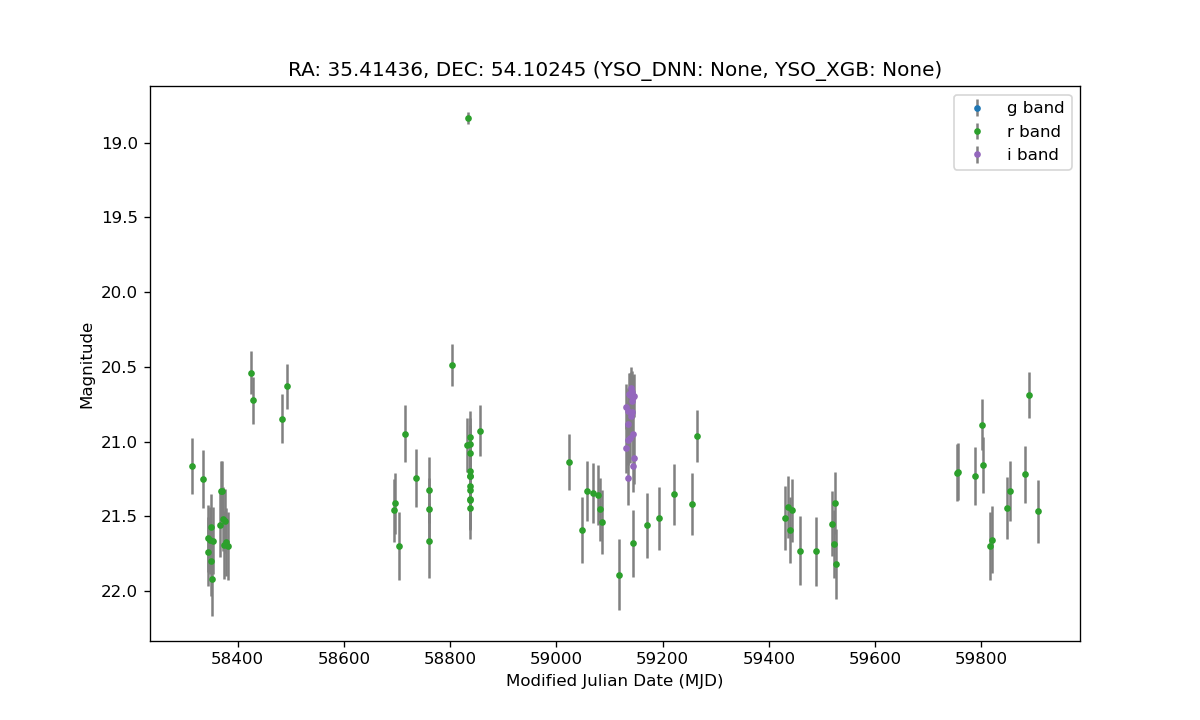 RA: 35.41436, DEC: 54.10245 (YSO_DNN: None, YSO_XGB: None)
g band
r band
i band
19.0
19.5
20.0
20.5
21.0
21.5
22.0
Magnitude
58400 58600 58800 59000 59200 59400 59600 59800
Modified Julian Date (MJD)